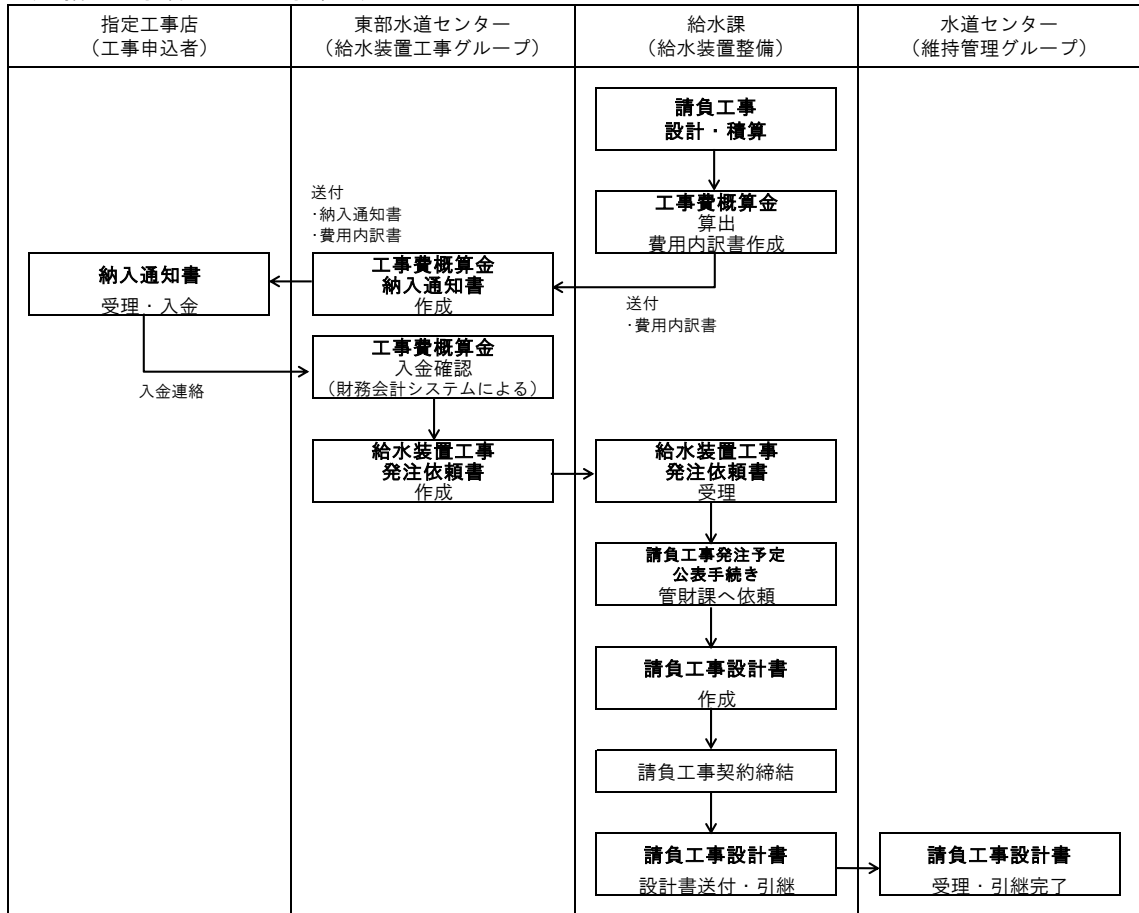 指定工事店
（工事申込者）
東部水道センター
（給水装置工事グループ）
給水課
（給水装置整備）
水道センター
（維持管理グループ）
請負工事
設計・積算
工事費概算金
算出
費用内訳書作成
送付
・納入通知書
・費用内訳書
納入通知書
受理・入金
工事費概算金
納入通知書
作成
送付
・費用内訳書
入金連絡
工事費概算金
入金確認
（財務会計システムによる）
給水装置工事
発注依頼書
作成
給水装置工事
発注依頼書
受理
請負工事発注予定
公表手続き
管財課へ依頼
請負工事設計書
作成
請負工事契約締結
請負工事設計書
設計書送付・引継
請負工事設計書
受理・引継完了